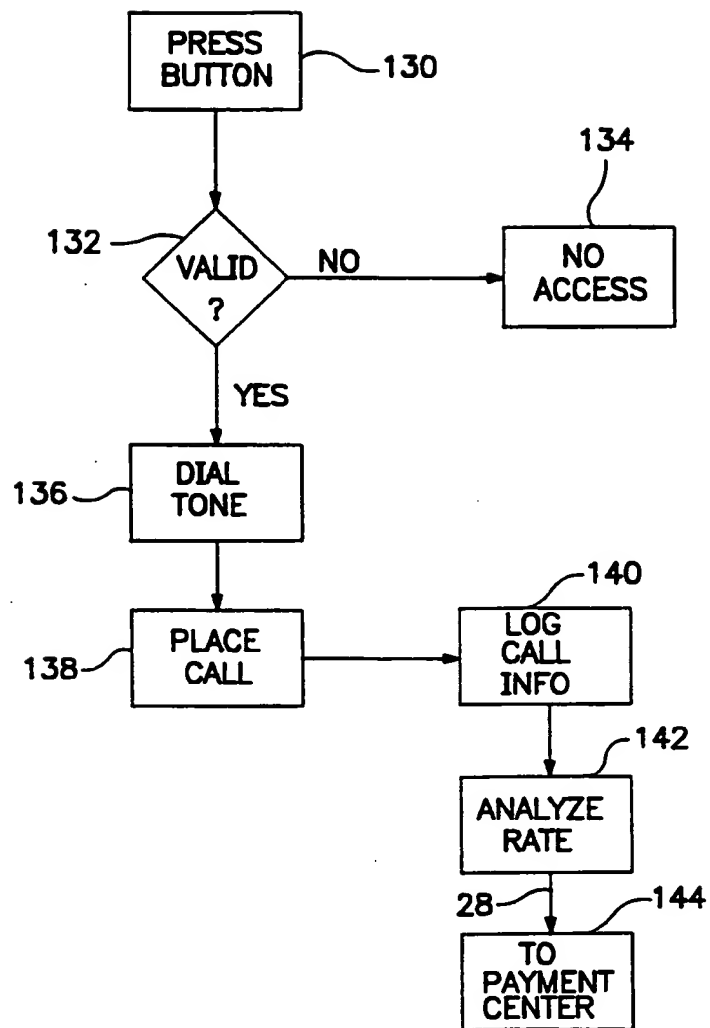 PRESS
BUTTON
130
134
132
VALID
?
NO
NO
ACCESS
YES
136
DIAL
TONE
140
138
PLACE
CALL
LOG
CALL
INFO
142
ANALYZE
RATE
28
144
TO
PAYMENT
CENTER